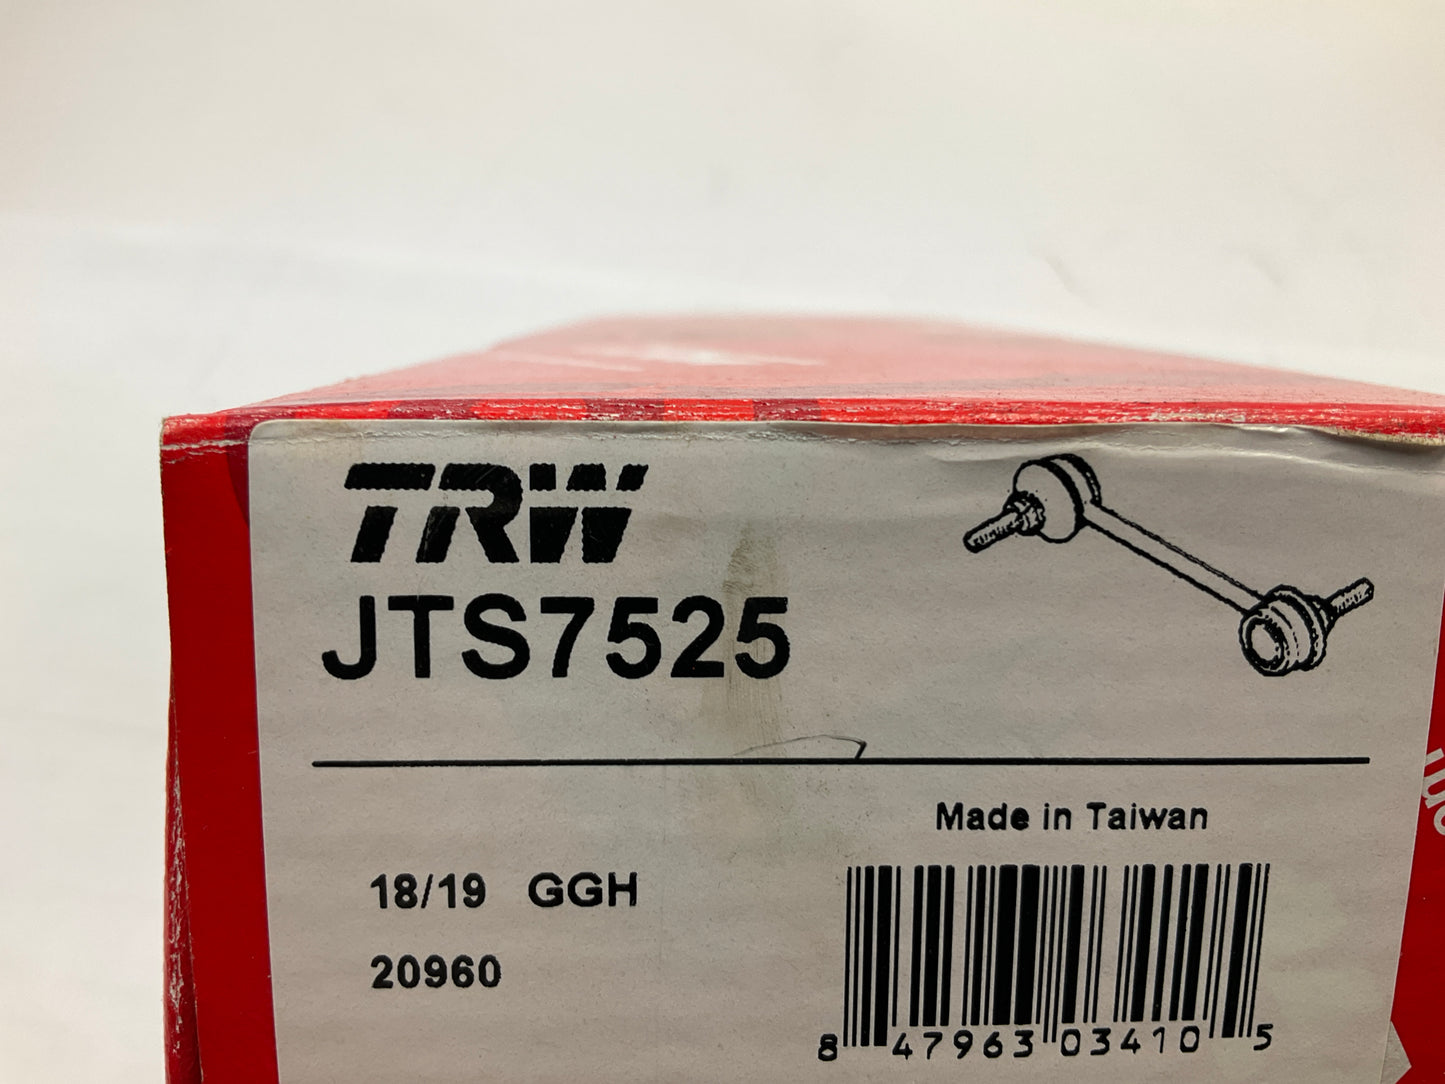 TRW
JTS7525
Made in Taiwan
18/19 GGH
20960
8 47963 03410 5